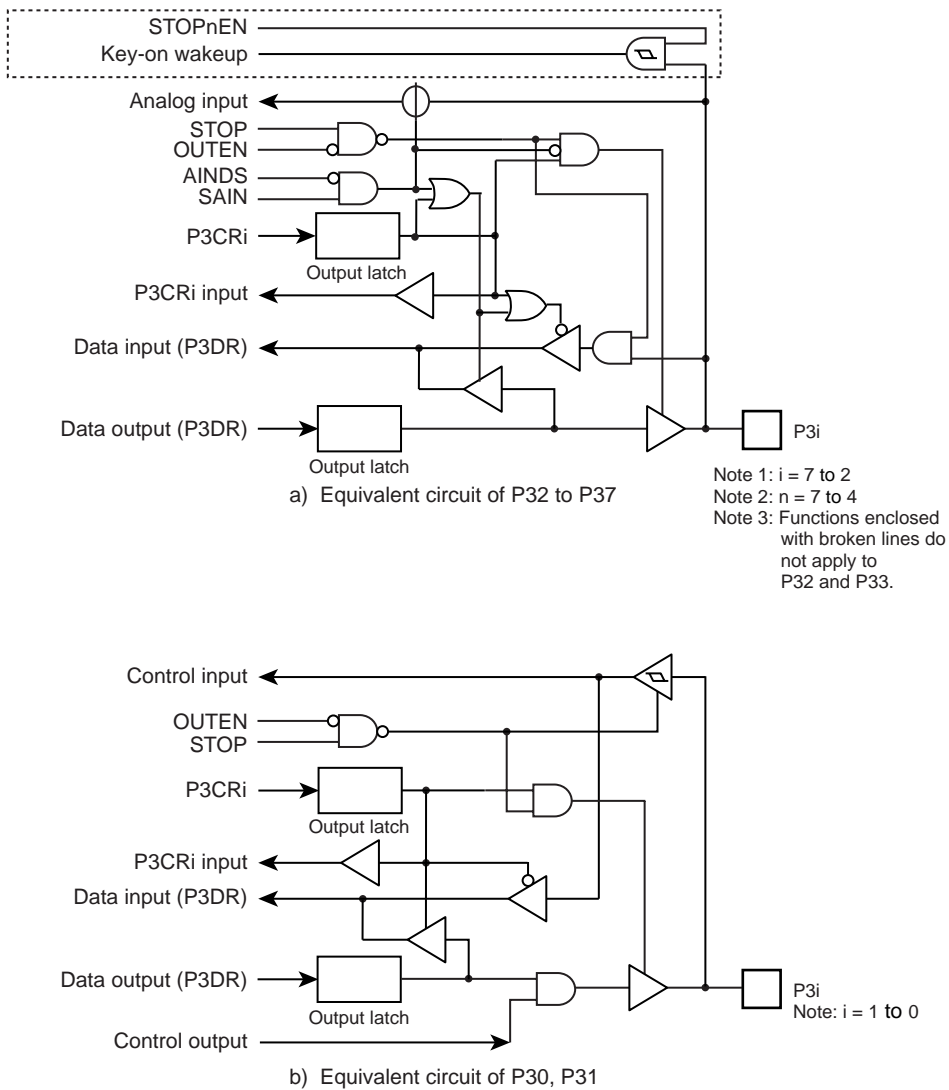 STOPnEN
Key-on wakeup
Analog input
STOP
OUTEN
AINDS
SAIN
P3CRi
Output latch
P3CRi input
Data input (P3DR)
Data output (P3DR)
P3i
Output latch
a) Equivalent circuit of P32 to P37
Note 1: i = 7 to 2
Note 2: n = 7 to 4
Note 3: Functions enclosed
with broken lines do
not apply to
P32 and P33.
Control input
OUTEN
STOP
P3CRi
Output latch
P3CRi input
Data input (P3DR)
Data output (P3DR)
P3i
Note: i = 1 to 0
Output latch
Control output
b) Equivalent circuit of P30, P31